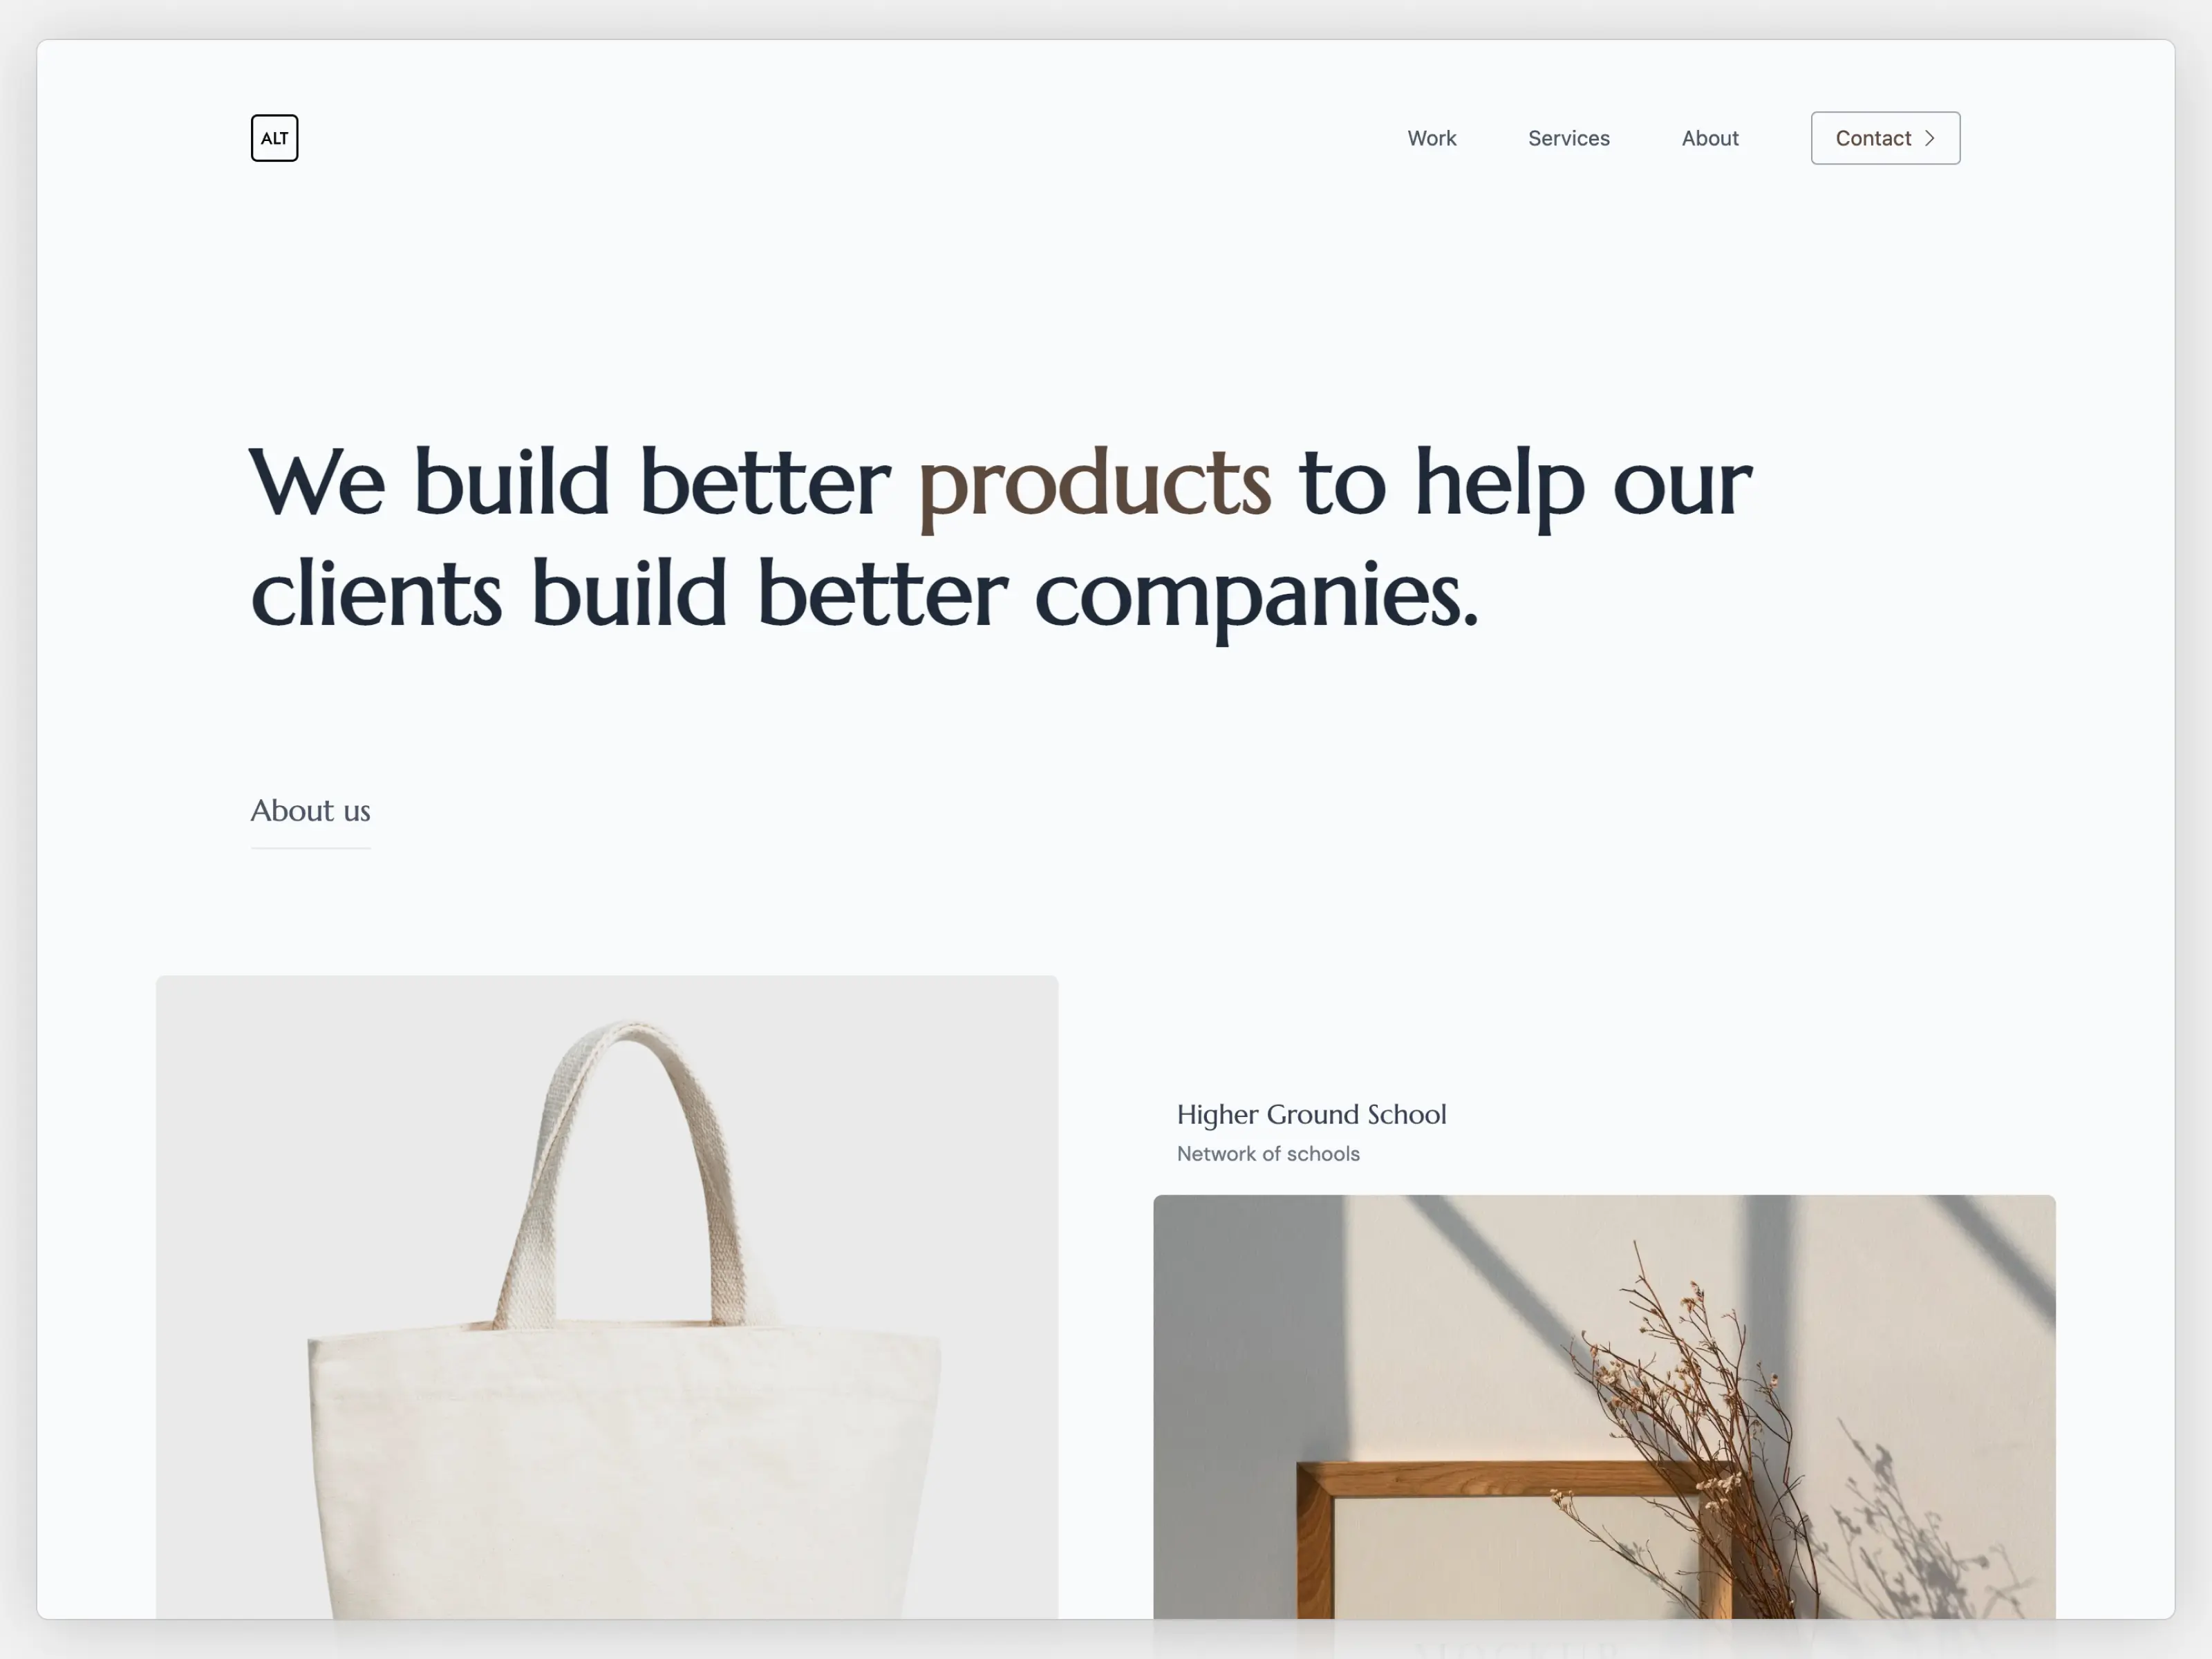 ALT
Work
Services
About
Contact
We build better products to help our
clients build better companies.
About us
Higher Ground School
Network of schools